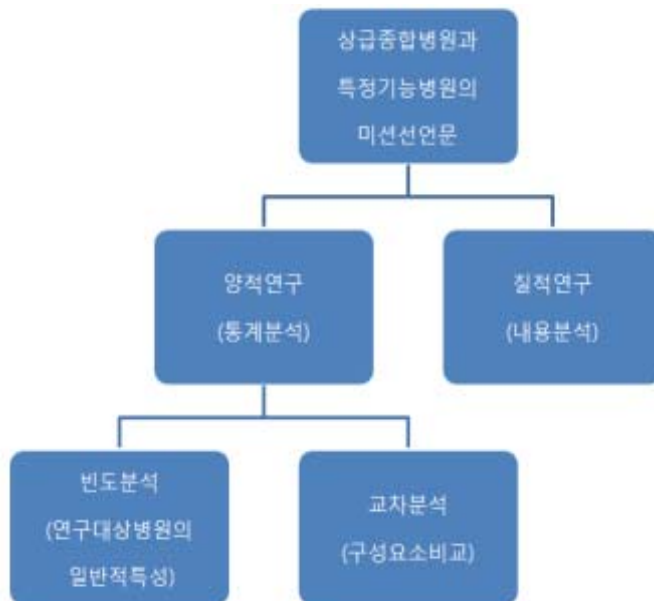 상급종합병원과
특정기능병원의
미션선언문
양적연구
(통계분석)
질적연구
(내용분석)
빈도분석
(연구대상병원의
일반적특성)
교차분석
(구성요소비교)